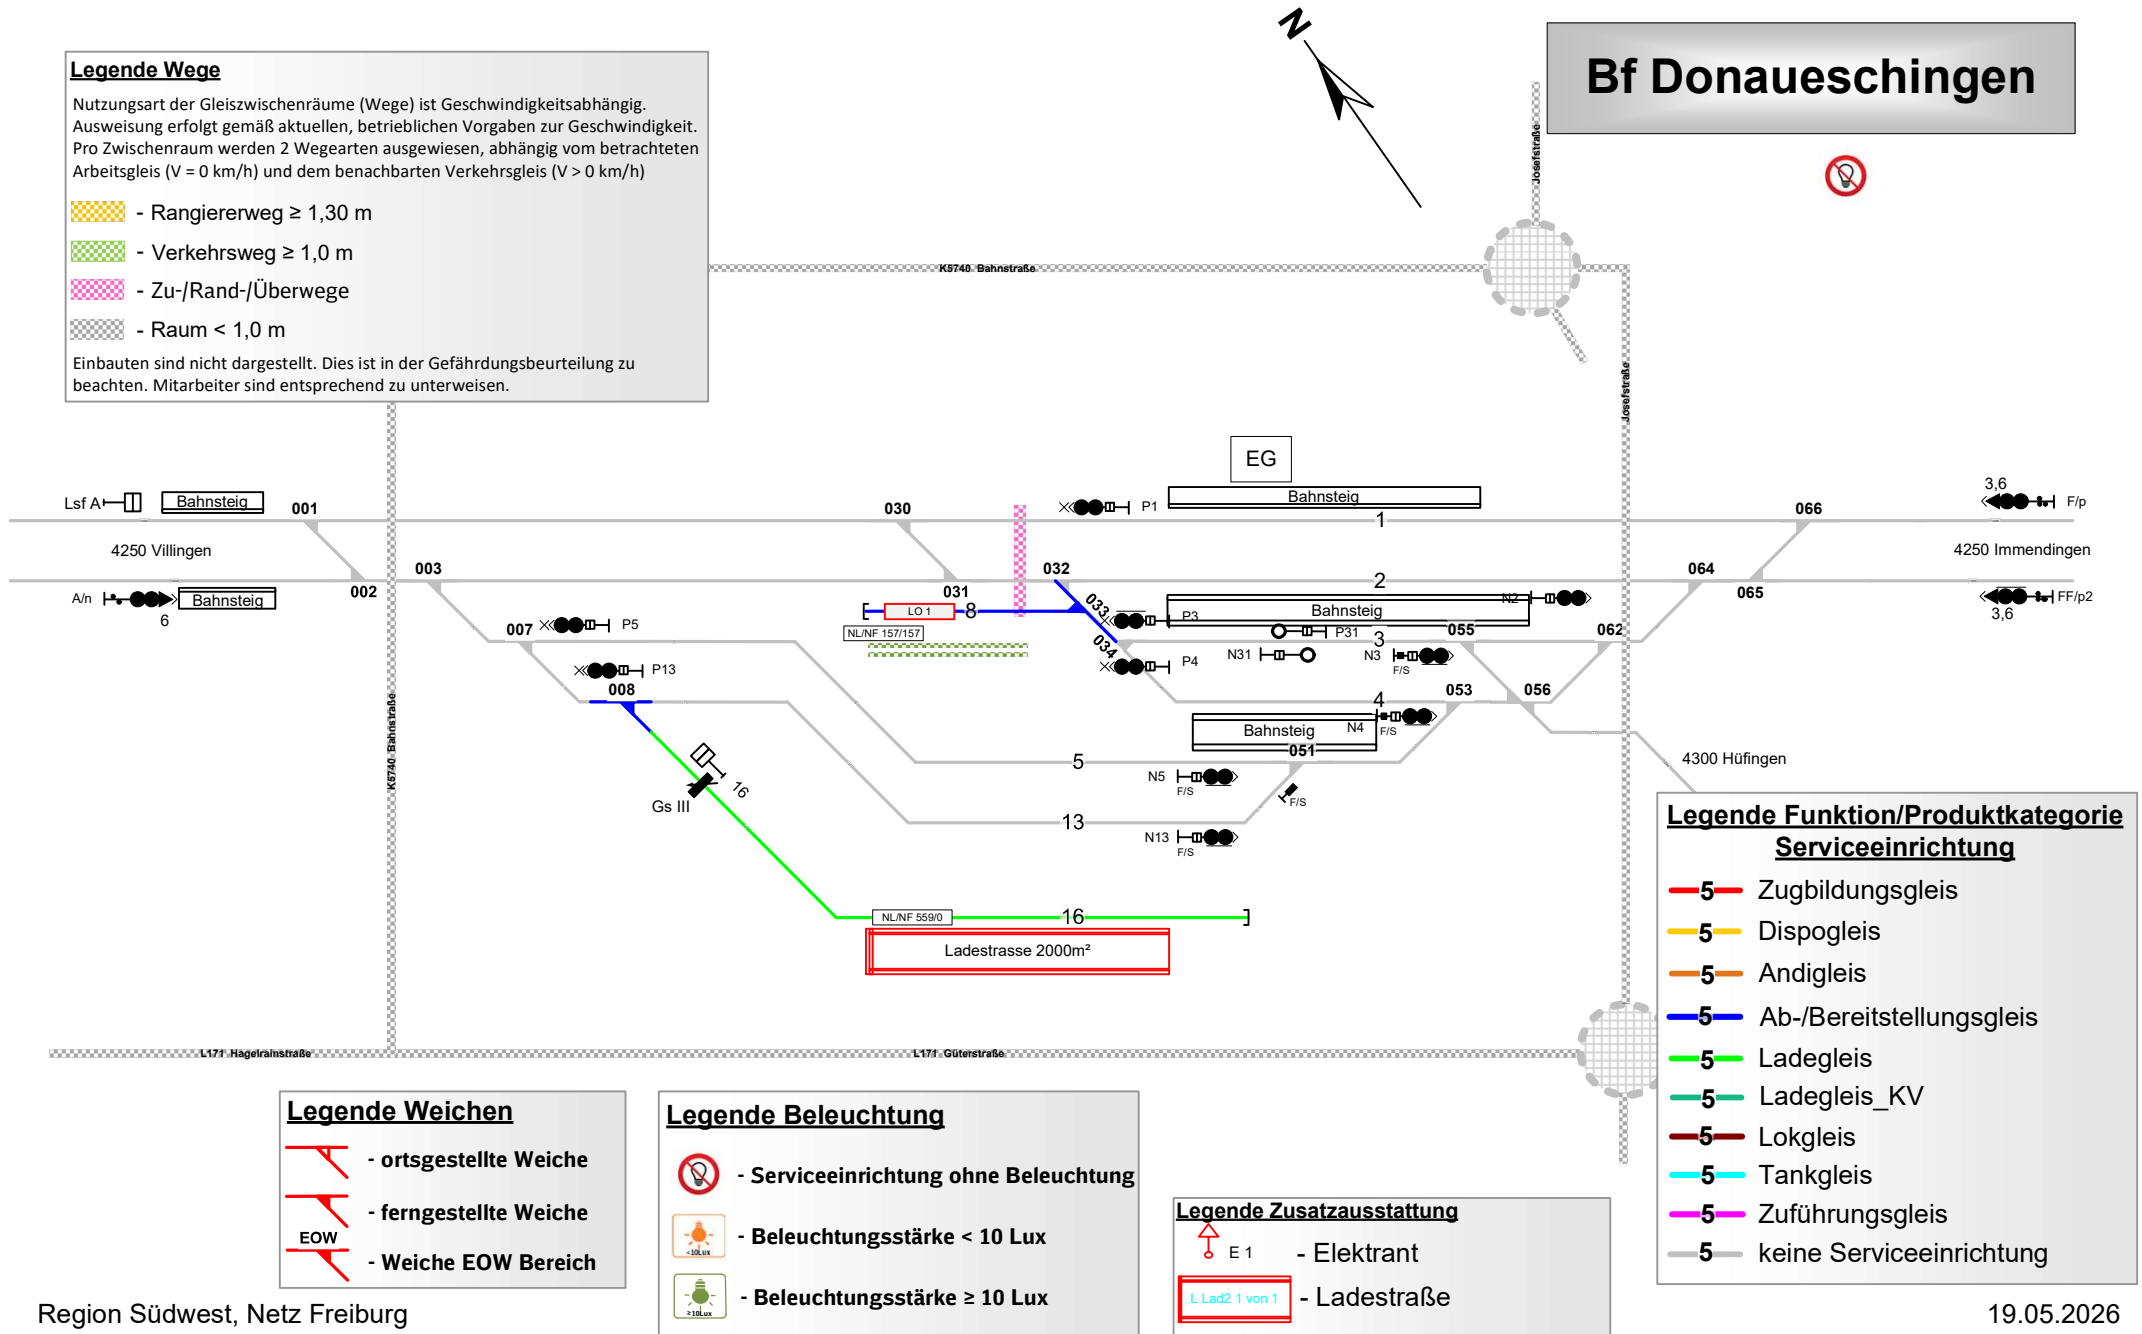 N
Bf Donaueschingen
Legende Wege
Nutzungsart der Gleiszwischenräume (Wege) ist Geschwindigkeitsabhängig.
Ausweisung erfolgt gemäß aktuellen, betrieblichen Vorgaben zur Geschwindigkeit.
Pro Zwischenraum werden 2 Wegearten ausgewiesen, abhängig vom betrachteten
Arbeitsgleis (V = 0 km/h) und dem benachbarten Verkehrsgleis (V > 0 km/h)
- Rangiererweg ≥ 1,30 m
- Verkehrsweg ≥ 1,0 m
- Zu-/Rand-/Überwege
- Raum < 1,0 m
Einbauten sind nicht dargestellt. Dies ist in der Gefährdungsbeurteilung zu
beachten. Mitarbeiter sind entsprechend zu unterweisen.
Josefstraße
K5740 Bahnstraße
Josefstraße
EG
Lsf A
Bahnsteig
001
030
P1
Bahnsteig
1
066
3,6
F/p
4250 Villingen
4250 Immendingen
003
032
2
064
A/n
6
Bahnsteig
002
031
065
3,6
FF/p2
LO 1
8
033
P3
Bahnsteig
N2
NL/NF 157/157
007
P5
034
P31
3
055
062
P13
P4
N31
N3
F/S
008
4
053
056
Bahnsteig
N4
F/S
051
K5740 Bahnstraße
5
N5
F/S
4300 Hüfingen
16
Gs III
F/S
13
N13
F/S
NL/NF 559/0
16
Ladestrasse 2000m²
L171 Hagelrainstraße
L171 Güterstraße
Legende Funktion/Produktkategorie
Serviceeinrichtung
5 Zugbildungsgleis
5 Dispogleis
5 Andigleis
5 Ab-/Bereitstellungsgleis
5 Ladegleis
5 Ladegleis_KV
5 Lokgleis
5 Tankgleis
5 Zuführungsgleis
5 keine Serviceeinrichtung
Legende Weichen
- ortsgestellte Weiche
- ferngestellte Weiche
EOW
- Weiche EOW Bereich
Legende Beleuchtung
- Serviceeinrichtung ohne Beleuchtung
<10Lux
- Beleuchtungsstärke < 10 Lux
≥10Lux
- Beleuchtungsstärke ≥ 10 Lux
Legende Zusatzausstattung
E 1
- Elektrant
L Lad2 1 von 1
- Ladestraße
Region Südwest, Netz Freiburg
19.05.2026